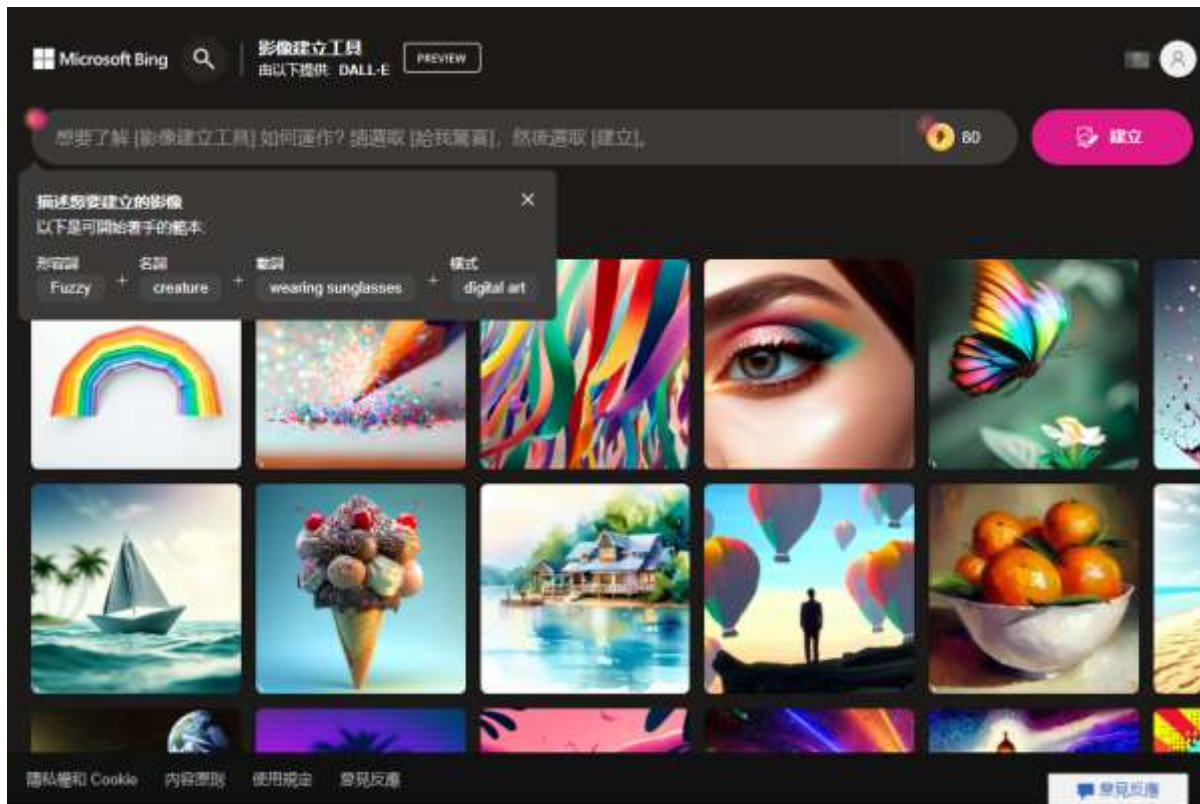 Microsoft Bing
影像建立工具
由以下提供 DALL·E
PREVIEW
想要了解 [影像建立工具] 如何運作? 請選取 [給我驚喜]，然後選取 [建立]。
80
建立
描述您要建立的影像
以下是可開始著手的範本:
形容詞 名詞 動詞 樣式
Fuzzy + creature + wearing sunglasses + digital art
隱私權和 Cookie 內容原則 使用規定 意見反應
意見反應